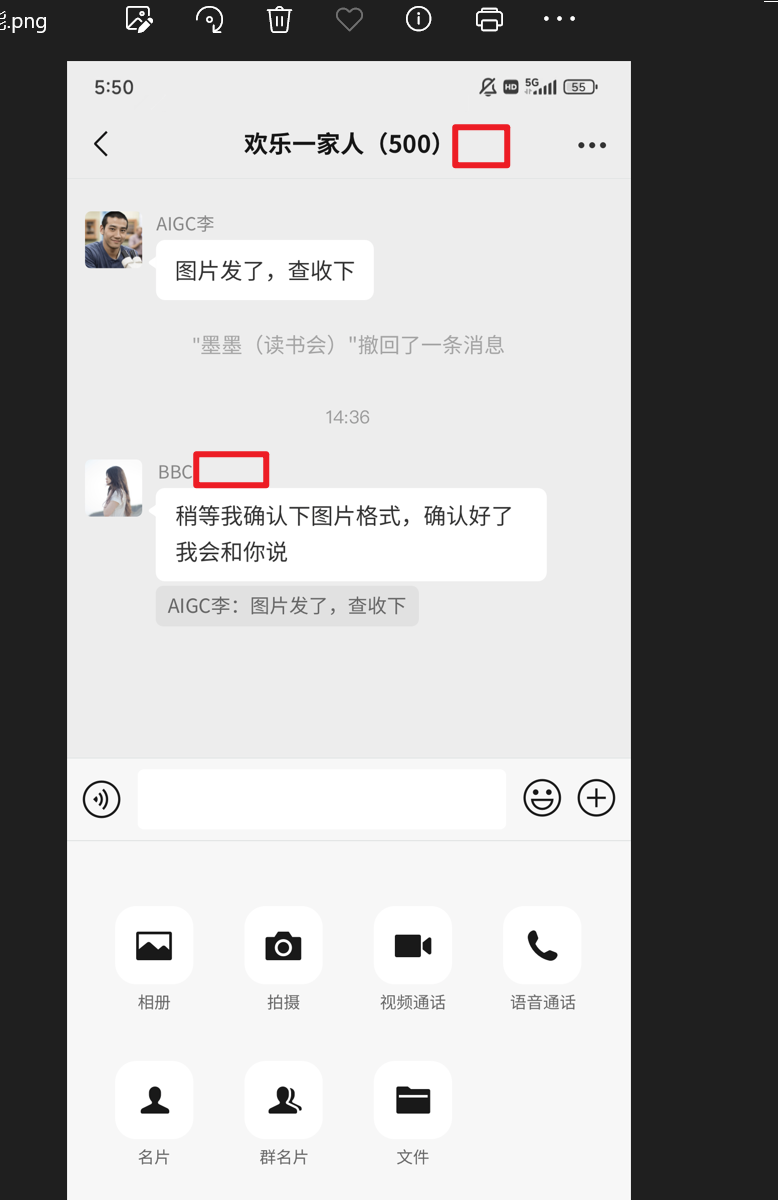 .png
5:50
HD 5G 55
欢乐一家人（500）
AIGC李
图片发了，查收下
"墨墨（读书会）"撤回了一条消息
14:36
BBC
稍等我确认下图片格式，确认好了
我会和你说
AIGC李：图片发了，查收下
相册
拍摄
视频通话
语音通话
名片
群名片
文件